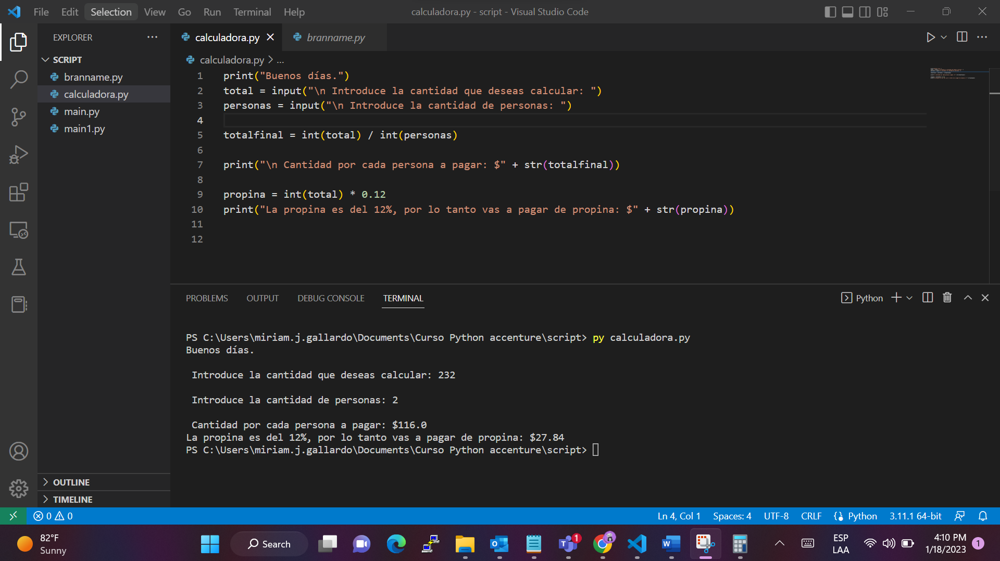 File Edit Selection View Go Run Terminal Help
calculadora.py - script - Visual Studio Code
EXPLORER
SCRIPT
branname.py
calculadora.py
main.py
main1.py
OUTLINE
TIMELINE
calculadora.py branname.py
calculadora.py > ...
1 print("Buenos días.")
2 total = input("\n Introduce la cantidad que deseas calcular: ")
3 personas = input("\n Introduce la cantidad de personas: ")
4
5 totalfinal = int(total) / int(personas)
6
7 print("\n Cantidad por cada persona a pagar: $" + str(totalfinal))
8
9 propina = int(total) * 0.12
10 print("La propina es del 12%, por lo tanto vas a pagar de propina: $" + str(propina))
11
12
PROBLEMS OUTPUT DEBUG CONSOLE TERMINAL
Python
PS C:\Users\miriam.j.gallardo\Documents\Curso Python accenture\script> py calculadora.py
Buenos días.
Introduce la cantidad que deseas calcular: 232
Introduce la cantidad de personas: 2
Cantidad por cada persona a pagar: $116.0
La propina es del 12%, por lo tanto vas a pagar de propina: $27.84
PS C:\Users\miriam.j.gallardo\Documents\Curso Python accenture\script>
0 0
Ln 4, Col 1 Spaces: 4 UTF-8 CRLF Python 3.11.1 64-bit
82°F
Sunny
Search
1
ESP
LAA
4:10 PM
1/18/2023
1